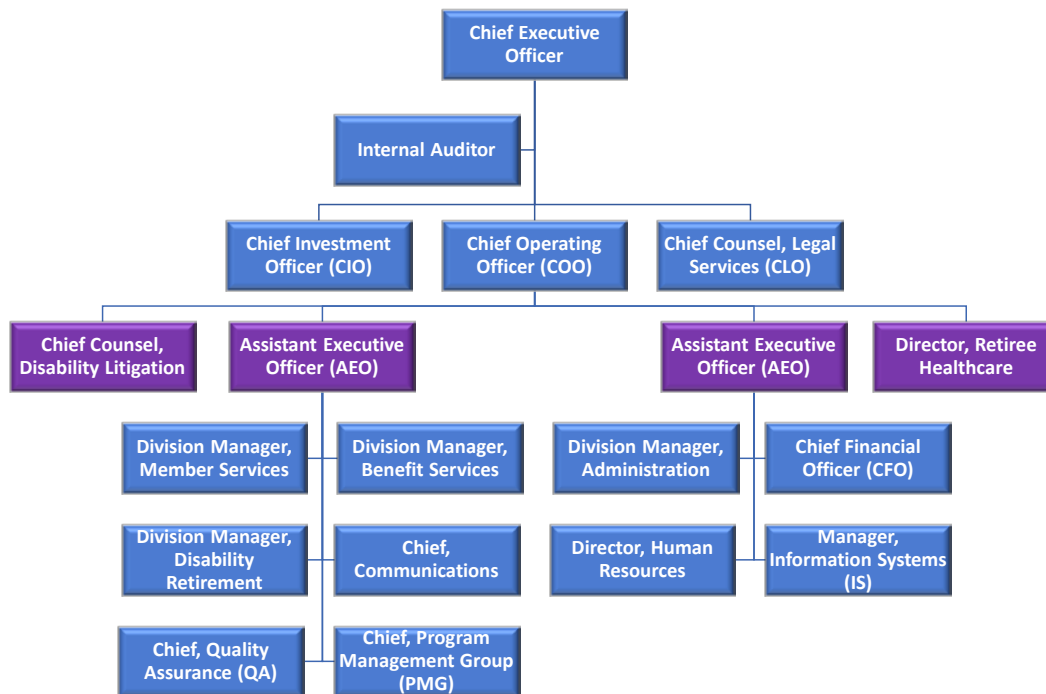 Chief Executive
Officer
Internal Auditor
Chief Investment
Officer (CIO)
Chief Operating
Officer (COO)
Chief Counsel, Legal
Services (CLO)
Chief Counsel,
Disability Litigation
Assistant Executive
Officer (AEO)
Assistant Executive
Officer (AEO)
Director, Retiree
Healthcare
Division Manager,
Member Services
Division Manager,
Benefit Services
Division Manager,
Administration
Chief Financial
Officer (CFO)
Division Manager,
Disability
Retirement
Chief,
Communications
Director, Human
Resources
Manager,
Information Systems
(IS)
Chief, Quality
Assurance (QA)
Chief, Program
Management Group
(PMG)